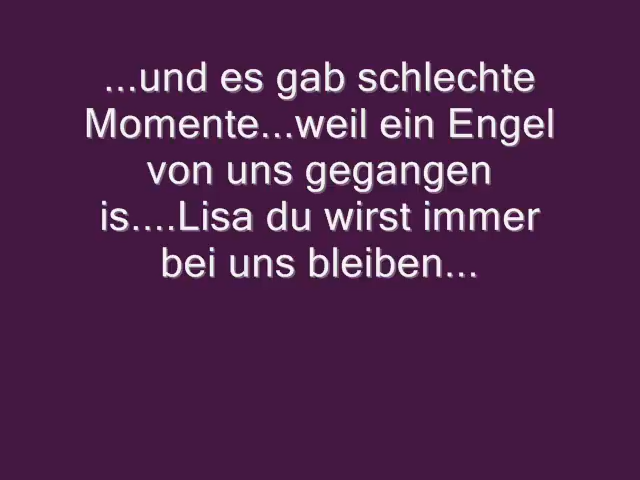 ...und es gab schlechte
Momente...weil ein Engel
von uns gegangen
is....Lisa du wirst immer
bei uns bleiben...